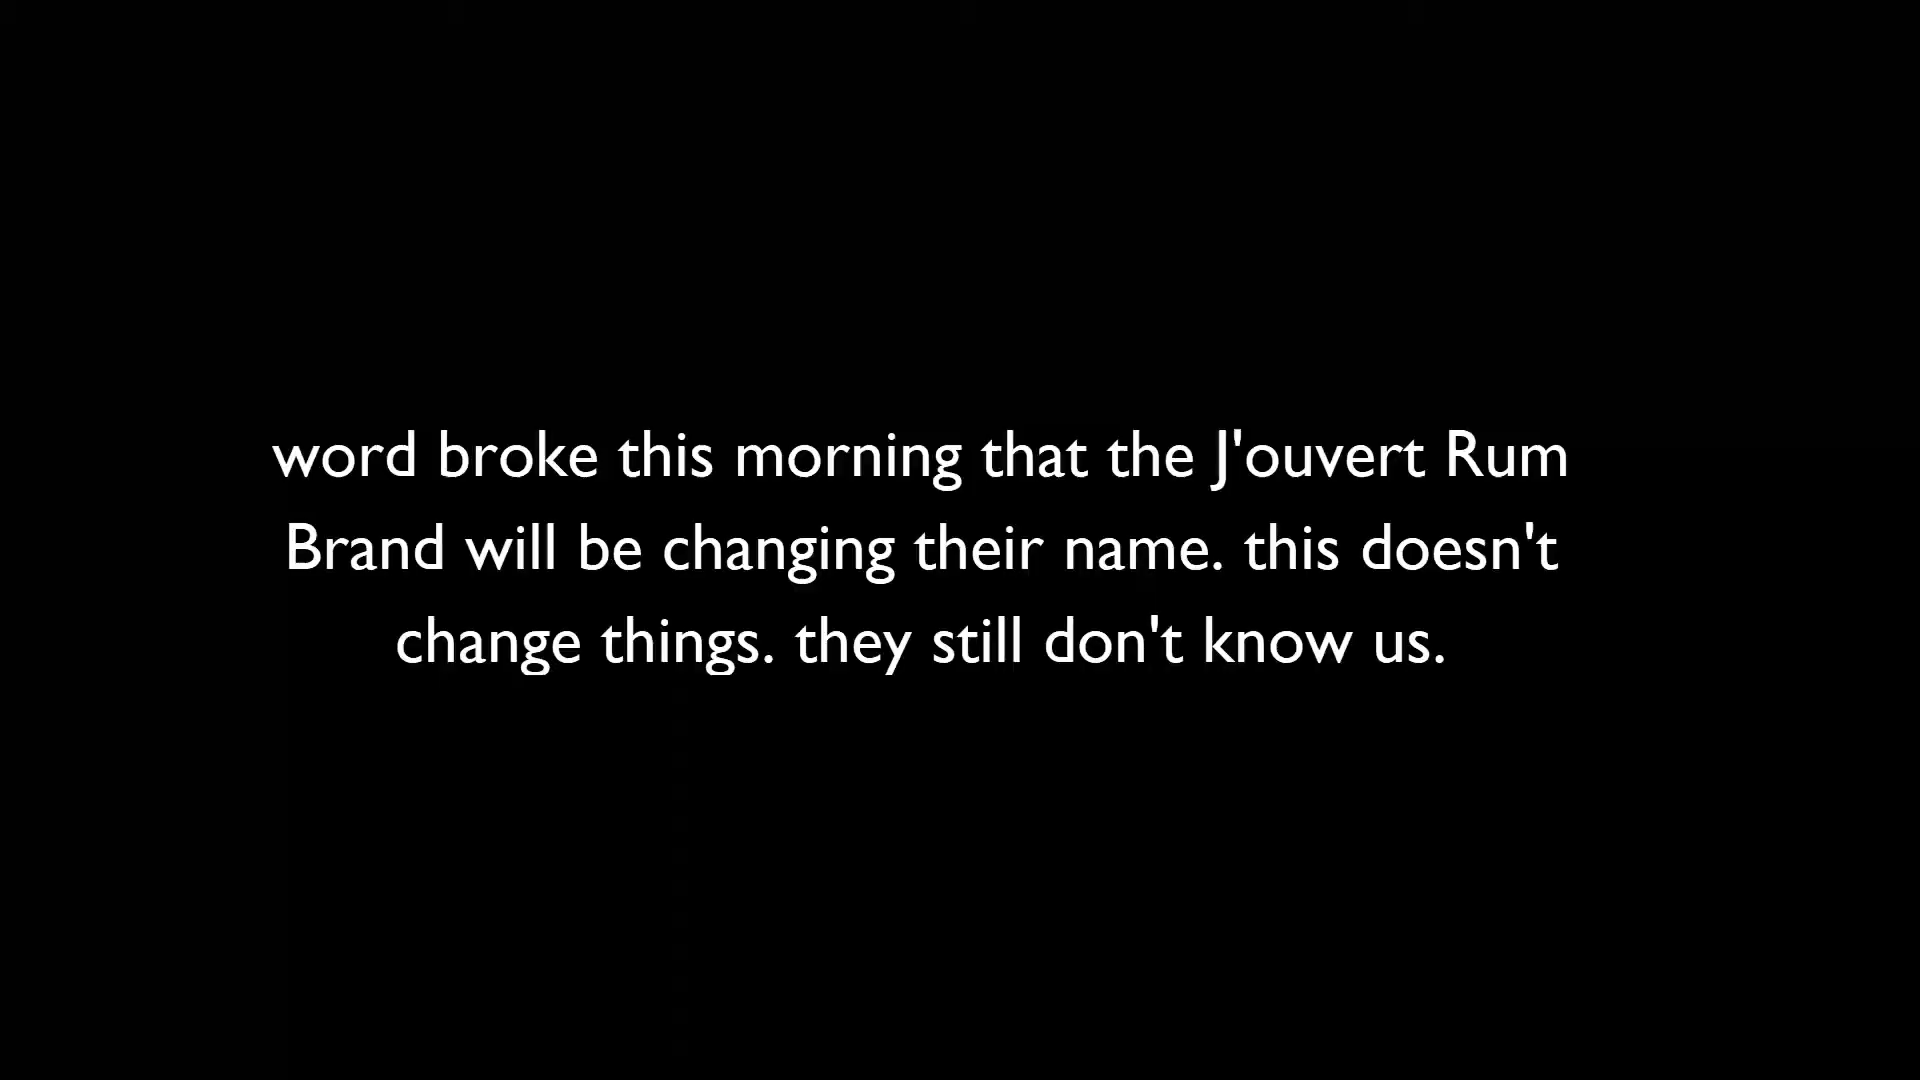 word broke this morning that the J'ouvert Rum
Brand will be changing their name. this doesn't
change things. they still don't know us.